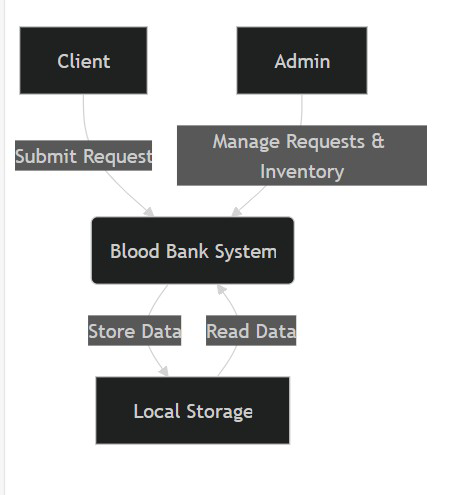 Client
Admin
Submit Request
Manage Requests &
Inventory
Blood Bank System
Store Data
Read Data
Local Storage